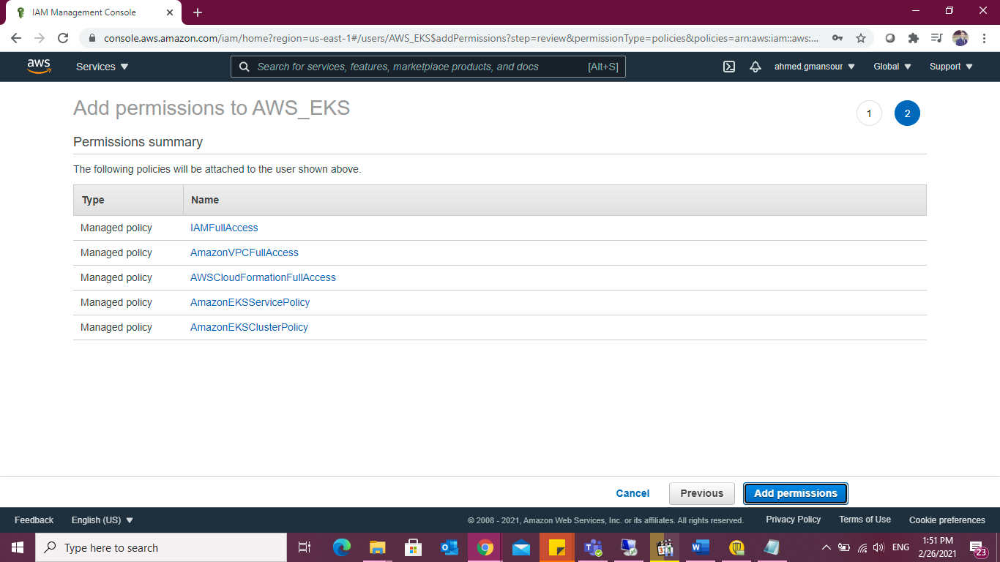 IAM Management Console
console.aws.amazon.com/iam/home?region=us-east-1#/users/AWS_EKS$addPermissions?step=review&permissionType=policies&policies=arn:aws:iam::aws:...
aws
Services
Search for services, features, marketplace products, and docs
[Alt+S]
ahmed.gmansour
Global
Support
Add permissions to AWS_EKS
1
2
Permissions summary
The following policies will be attached to the user shown above.
Type Name
Managed policy IAMFullAccess
Managed policy AmazonVPCFullAccess
Managed policy AWSCloudFormationFullAccess
Managed policy AmazonEKSServicePolicy
Managed policy AmazonEKSClusterPolicy
Cancel
Previous
Add permissions
Feedback
English (US)
© 2008 - 2021, Amazon Web Services, Inc. or its affiliates. All rights reserved.
Privacy Policy
Terms of Use
Cookie preferences
Type here to search
ENG
1:51 PM
2/26/2021
23